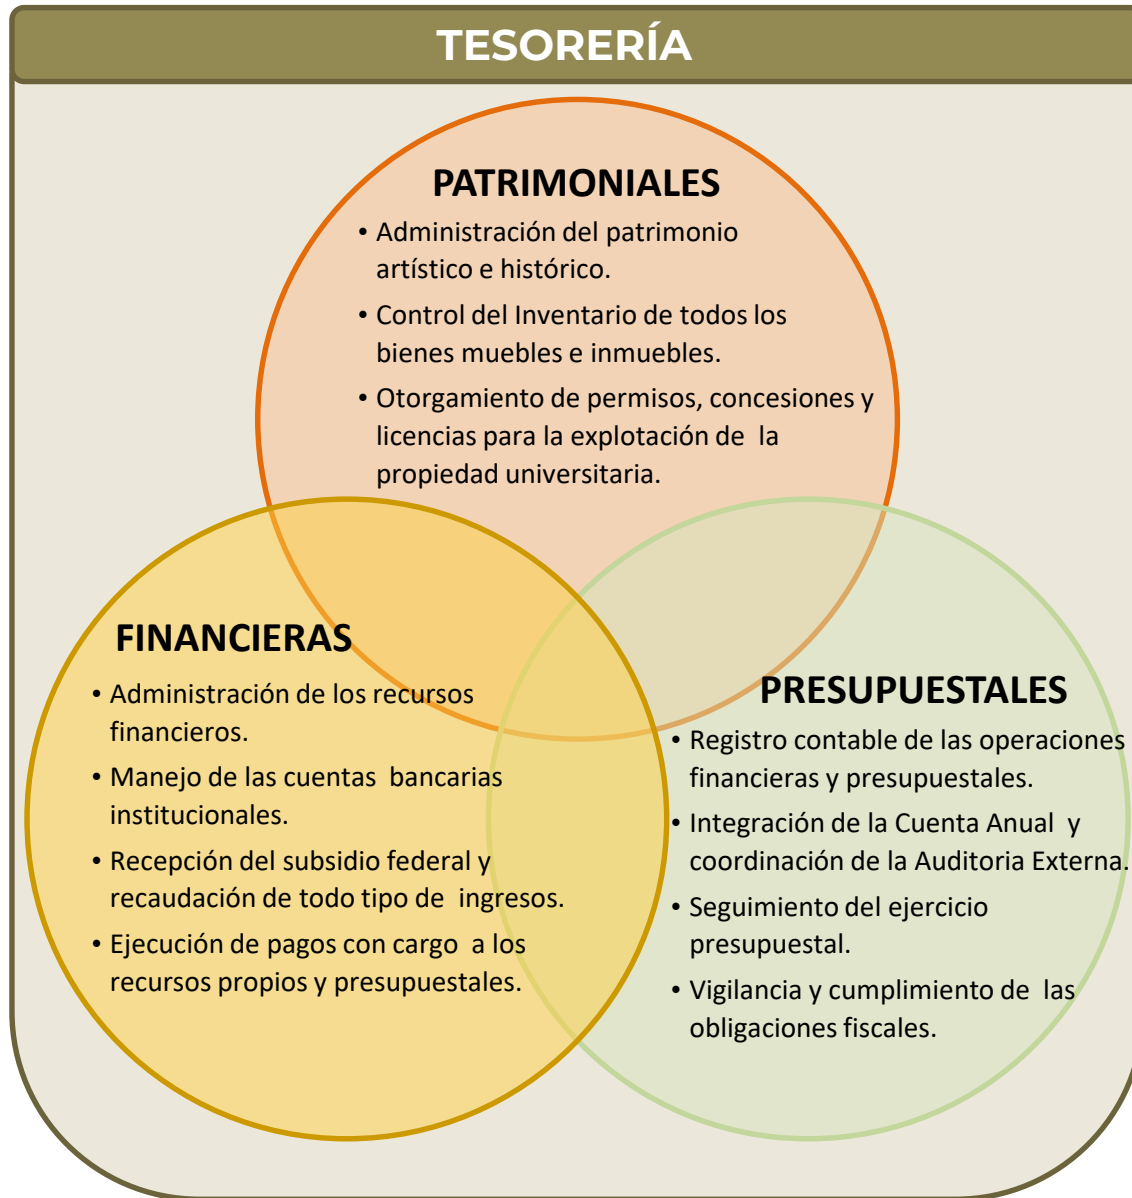 TESORERÍA
PATRIMONIALES
• Administración del patrimonio
artístico e histórico.
• Control del Inventario de todos los
bienes muebles e inmuebles.
• Otorgamiento de permisos, concesiones y
licencias para la explotación de la
propiedad universitaria.
FINANCIERAS
• Administración de los recursos
financieros.
• Manejo de las cuentas bancarias
institucionales.
• Recepción del subsidio federal y
recaudación de todo tipo de ingresos.
• Ejecución de pagos con cargo a los
recursos propios y presupuestales.
PRESUPUESTALES
• Registro contable de las operaciones
financieras y presupuestales.
• Integración de la Cuenta Anual y
coordinación de la Auditoria Externa.
• Seguimiento del ejercicio
presupuestal.
• Vigilancia y cumplimiento de las
obligaciones fiscales.